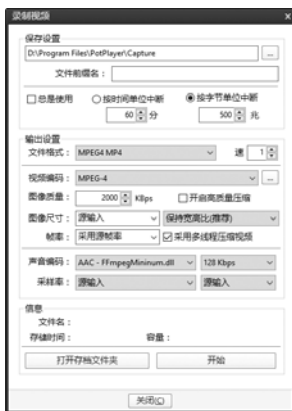 录制视频
保存设置
D:\Program Files\PotPlayer\Capture ...
文件前缀名：
总是使用 按时间单位中断 按字节单位中断
60 分 500 兆
输出设置
文件格式： MPEG4 MP4 速 1
视频编码： MPEG-4 ...
图像质量： 2000 KBps 开启高质量压缩
图像尺寸： 源输入 保持宽高比(推荐)
帧率： 采用源帧率 采用多线程压缩视频
声音编码： AAC - FFmpegMininum.dll 128 Kbps
采样率： 源输入 源输入
信息
文件名：
存储时间： 容量：
打开存档文件夹 开始
关闭(C)